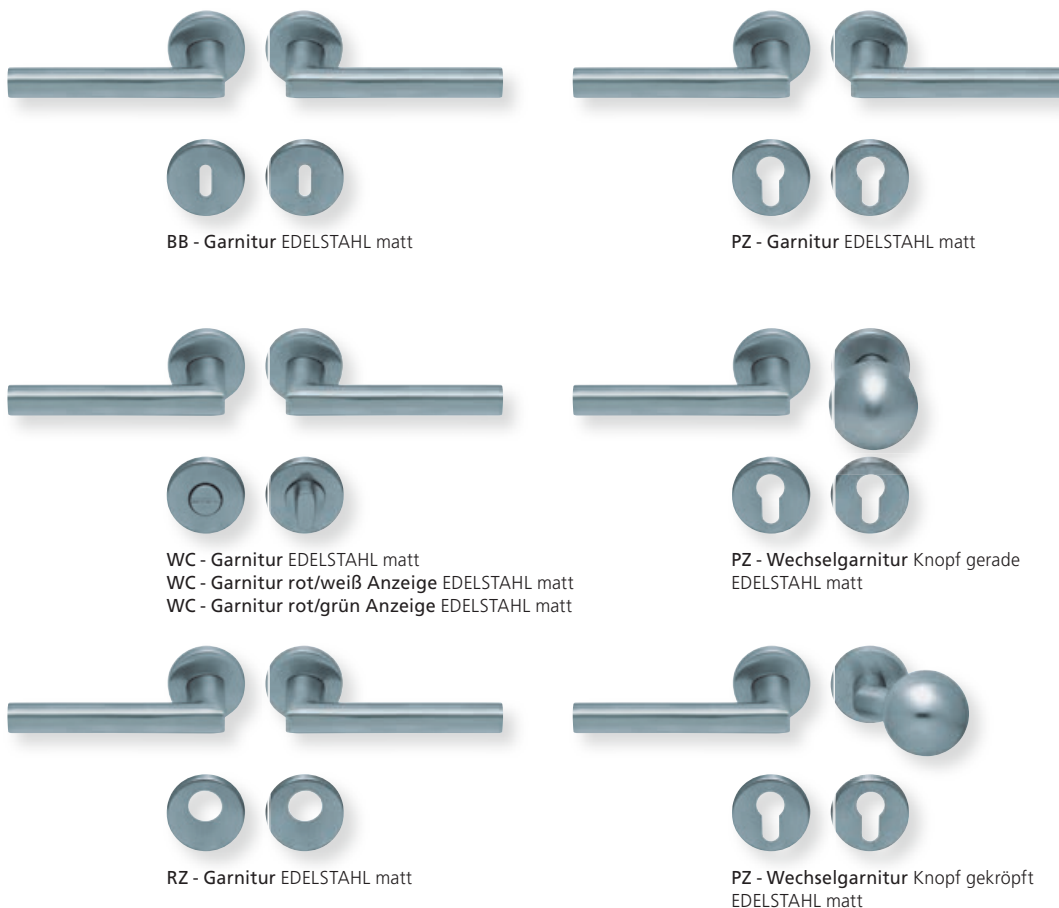 BB - Garnitur EDELSTAHL matt
PZ - Garnitur EDELSTAHL matt
WC - Garnitur EDELSTAHL matt
WC - Garnitur rot/weiß Anzeige EDELSTAHL matt
WC - Garnitur rot/grün Anzeige EDELSTAHL matt
PZ - Wechselgarnitur Knopf gerade
EDELSTAHL matt
RZ - Garnitur EDELSTAHL matt
PZ - Wechselgarnitur Knopf gekröpft
EDELSTAHL matt